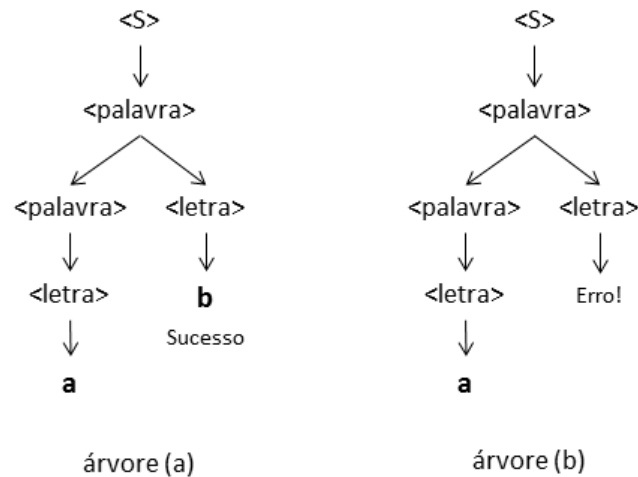 <S> <S>
<palavra> <palavra>
<palavra> <letra> <palavra> <letra>
<letra> b <letra> Erro!
Sucesso
a a
árvore (a) árvore (b)